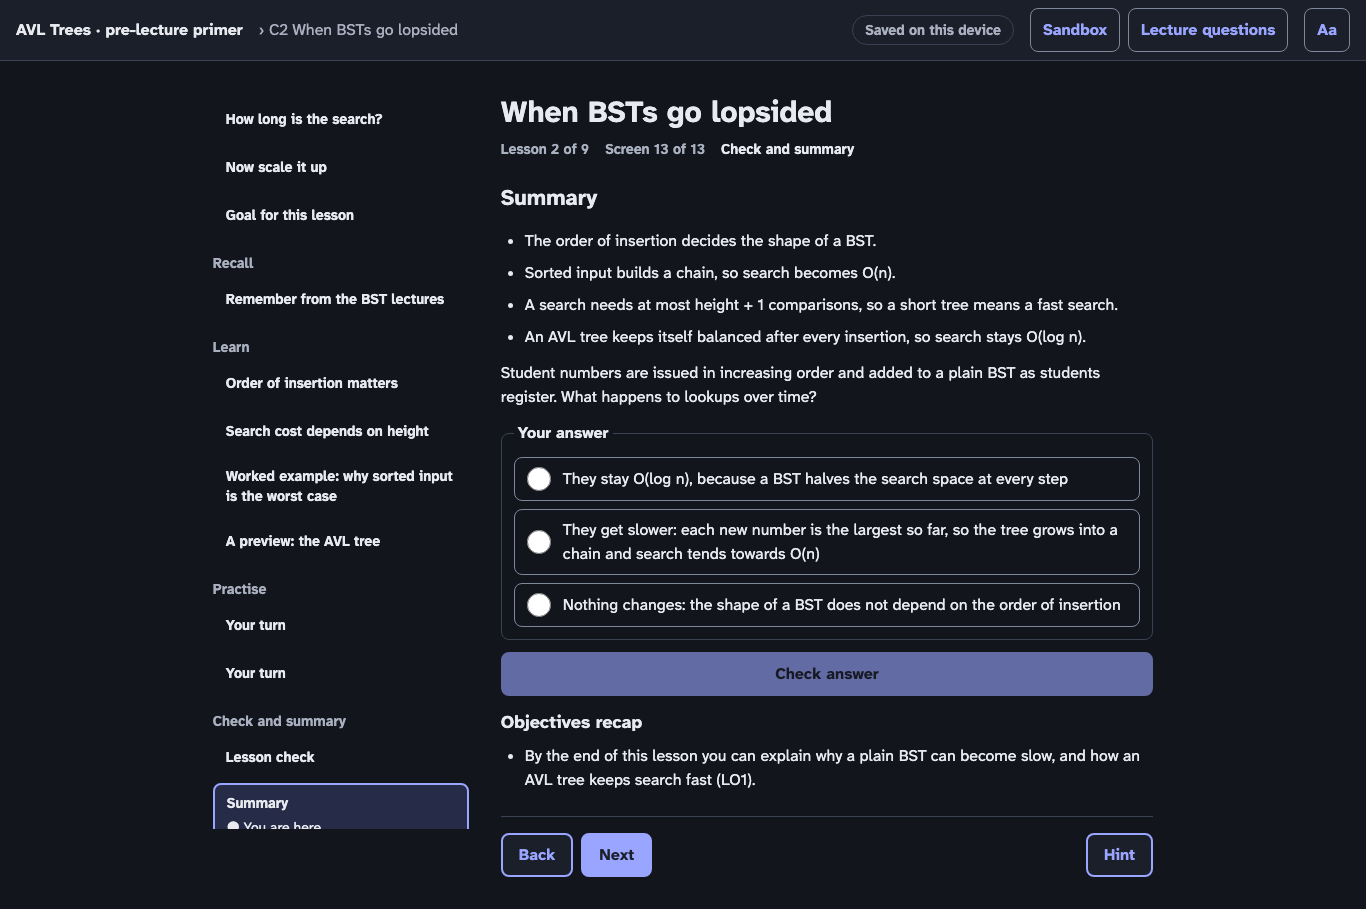 AVL Trees · pre-lecture primer › C2 When BSTs go lopsided
Saved on this device
Sandbox
Lecture questions
Aa
How long is the search?
Now scale it up
Goal for this lesson
Recall
Remember from the BST lectures
Learn
Order of insertion matters
Search cost depends on height
Worked example: why sorted input
is the worst case
A preview: the AVL tree
Practise
Your turn
Your turn
Check and summary
Lesson check
Summary
You are here
When BSTs go lopsided
Lesson 2 of 9 Screen 13 of 13 Check and summary
Summary
• The order of insertion decides the shape of a BST.
• Sorted input builds a chain, so search becomes O(n).
• A search needs at most height + 1 comparisons, so a short tree means a fast search.
• An AVL tree keeps itself balanced after every insertion, so search stays O(log n).
Student numbers are issued in increasing order and added to a plain BST as students
register. What happens to lookups over time?
Your answer
They stay O(log n), because a BST halves the search space at every step
They get slower: each new number is the largest so far, so the tree grows into a
chain and search tends towards O(n)
Nothing changes: the shape of a BST does not depend on the order of insertion
Check answer
Objectives recap
• By the end of this lesson you can explain why a plain BST can become slow, and how an
AVL tree keeps search fast (LO1).
Back
Next
Hint